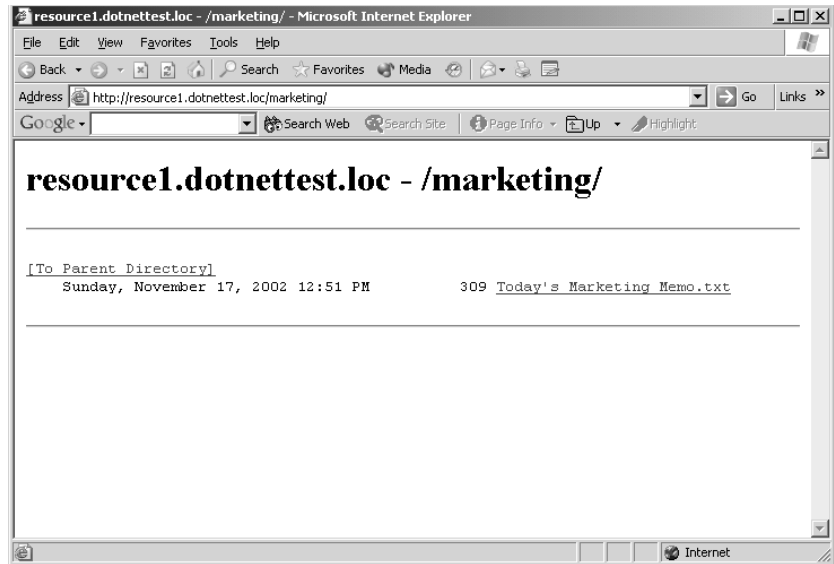 resource1.dotnettest.loc - /marketing/ - Microsoft Internet Explorer
File Edit View Favorites Tools Help
Back Search Favorites Media
Address http://resource1.dotnettest.loc/marketing/ Go Links »
Google Search Web Search Site Page Info Up Highlight
resource1.dotnettest.loc - /marketing/
[To Parent Directory]
Sunday, November 17, 2002 12:51 PM 309 Today's Marketing Memo.txt
Internet